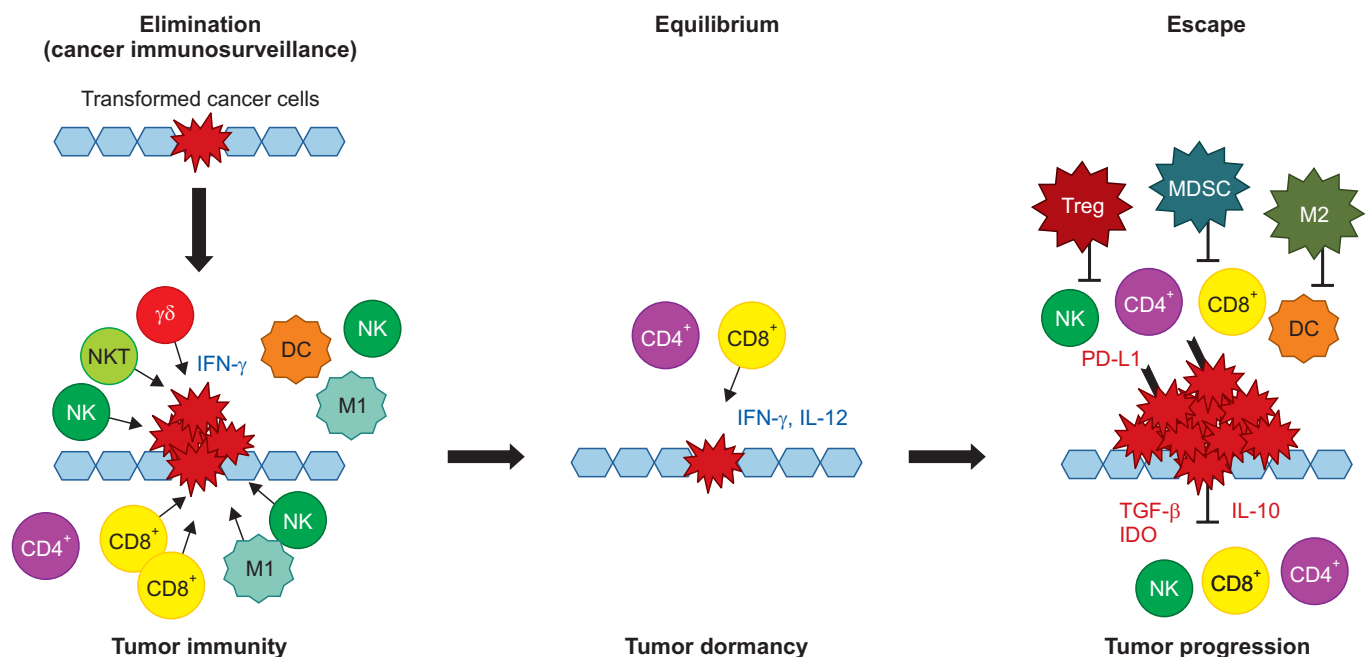 Elimination
(cancer immunosurveillance)
Transformed cancer cells
γδ
NKT
NK
IFN-γ
DC
NK
M1
CD4+
CD8+
CD8+
M1
NK
Tumor immunity
Equilibrium
CD4+
CD8+
IFN-γ, IL-12
Tumor dormancy
Escape
Treg
MDSC
M2
NK
CD4+
CD8+
DC
PD-L1
TGF-β
IDO
IL-10
NK
CD8+
CD4+
Tumor progression